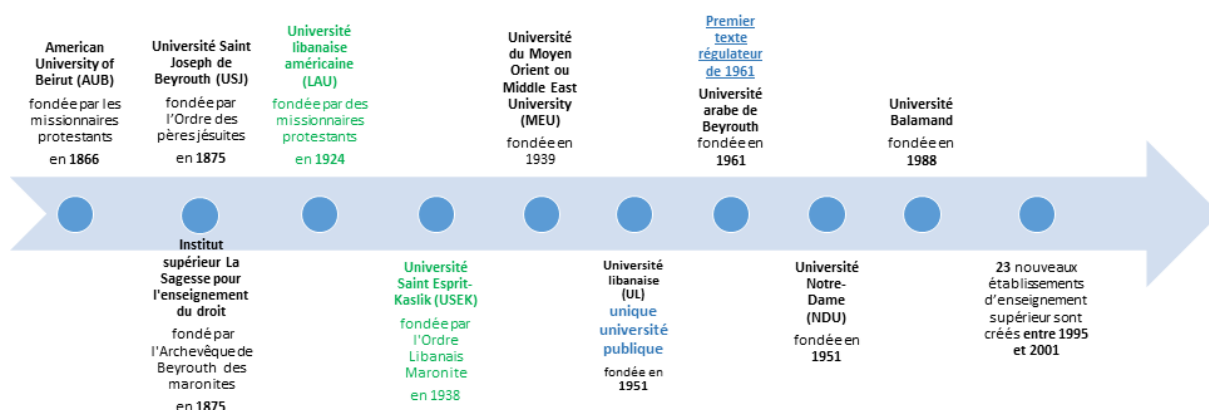 American
University of
Beirut (AUB)
fondée par les
missionnaires
protestants
en 1866
Université Saint
Joseph de
Beyrouth (USJ)
fondée par
l'Ordre des
pères jésuites
en 1875
Université
libanaise
américaine
(LAU)
fondée par des
missionnaires
protestants
en 1924
Université
du Moyen
Orient ou
Middle East
University
(MEU)
fondée en
1939
Premier
texte
régulateur
de 1961
Université
arabe de
Beyrouth
fondée en
1961
Université
Balamand
fondée en
1988
Institut
supérieur La
Sagesse pour
l'enseignement
du droit
fondé par
l'Archevêque de
Beyrouth des
maronites
en 1875
Université
Saint Esprit-
Kaslik (USEK)
fondée par
l'Ordre
Libanais
Maronite
en 1938
Université
libanaise
(UL)
unique
université
publique
fondée en
1951
Université
Notre-
Dame
(NDU)
fondée en
1951
23 nouveaux
établissements
d'enseignement
supérieur sont
créés entre 1995
et 2001